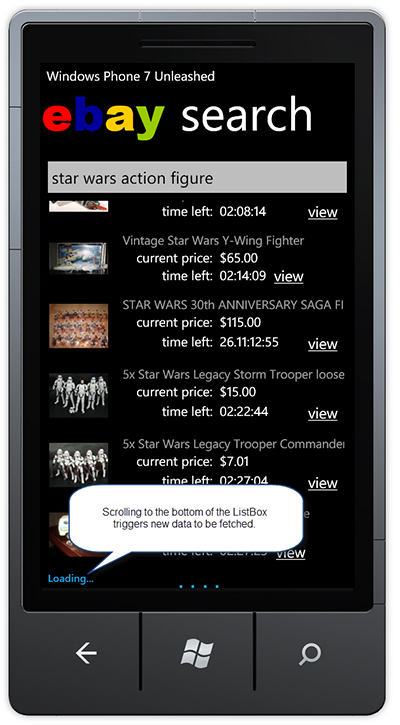 Windows Phone 7 Unleashed
ebay search
star wars action figure
time left: 02:08:14 view
Vintage Star Wars Y-Wing Fighter
current price: $65.00
time left: 02:14:09 view
STAR WARS 30th ANNIVERSARY SAGA FI
current price: $115.00
time left: 26.11:12:55 view
5x Star Wars Legacy Storm Trooper loose
current price: $15.00
time left: 02:22:44 view
5x Star Wars Legacy Trooper Commander
current price: $7.01
time left: 02:27:04 view
Scrolling to the bottom of the ListBox
triggers new data to be fetched.
time left: 02:27:25 view
Loading...